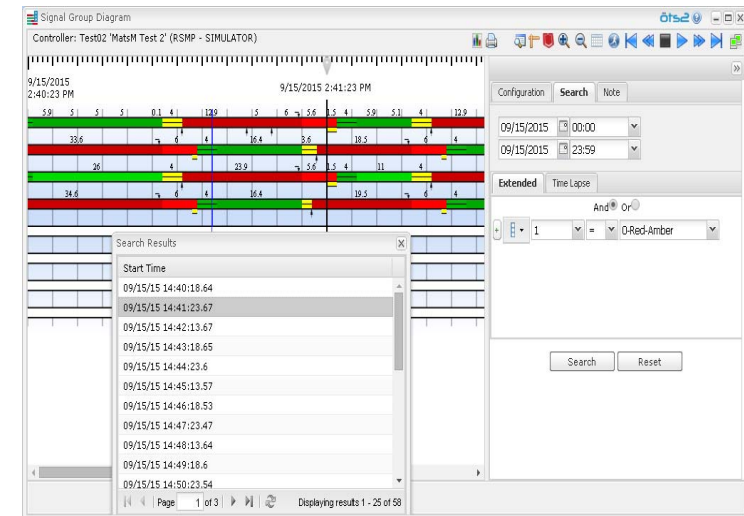 Signal Group Diagram
ōts2
Controller: Test02 'MatsM Test 2' (RSMP - SIMULATOR)
9/15/2015
2:40:23 PM
9/15/2015 2:41:23 PM
5.9 5 5 5 0.1 4 12.9 5 6 5.6 1.5 4 5.9 5.1 4 12.9
33.6 6 4 16.4 3.6 18.5 6 4
26 4 23.9 5.6 1.5 4 11 4
34.6 6 4 16.4 19.5 6 4
Configuration Search Note
09/15/2015 00:00
09/15/2015 23:59
Extended Time Lapse
And Or
+ 1 = 0-Red-Amber
Search Reset
Search Results
Start Time
09/15/15 14:40:18.64
09/15/15 14:41:23.67
09/15/15 14:42:13.67
09/15/15 14:43:18.65
09/15/15 14:44:23.6
09/15/15 14:45:13.57
09/15/15 14:46:18.53
09/15/15 14:47:23.47
09/15/15 14:48:13.64
09/15/15 14:49:18.6
09/15/15 14:50:23.54
Page 1 of 3 Displaying results 1 - 25 of 58